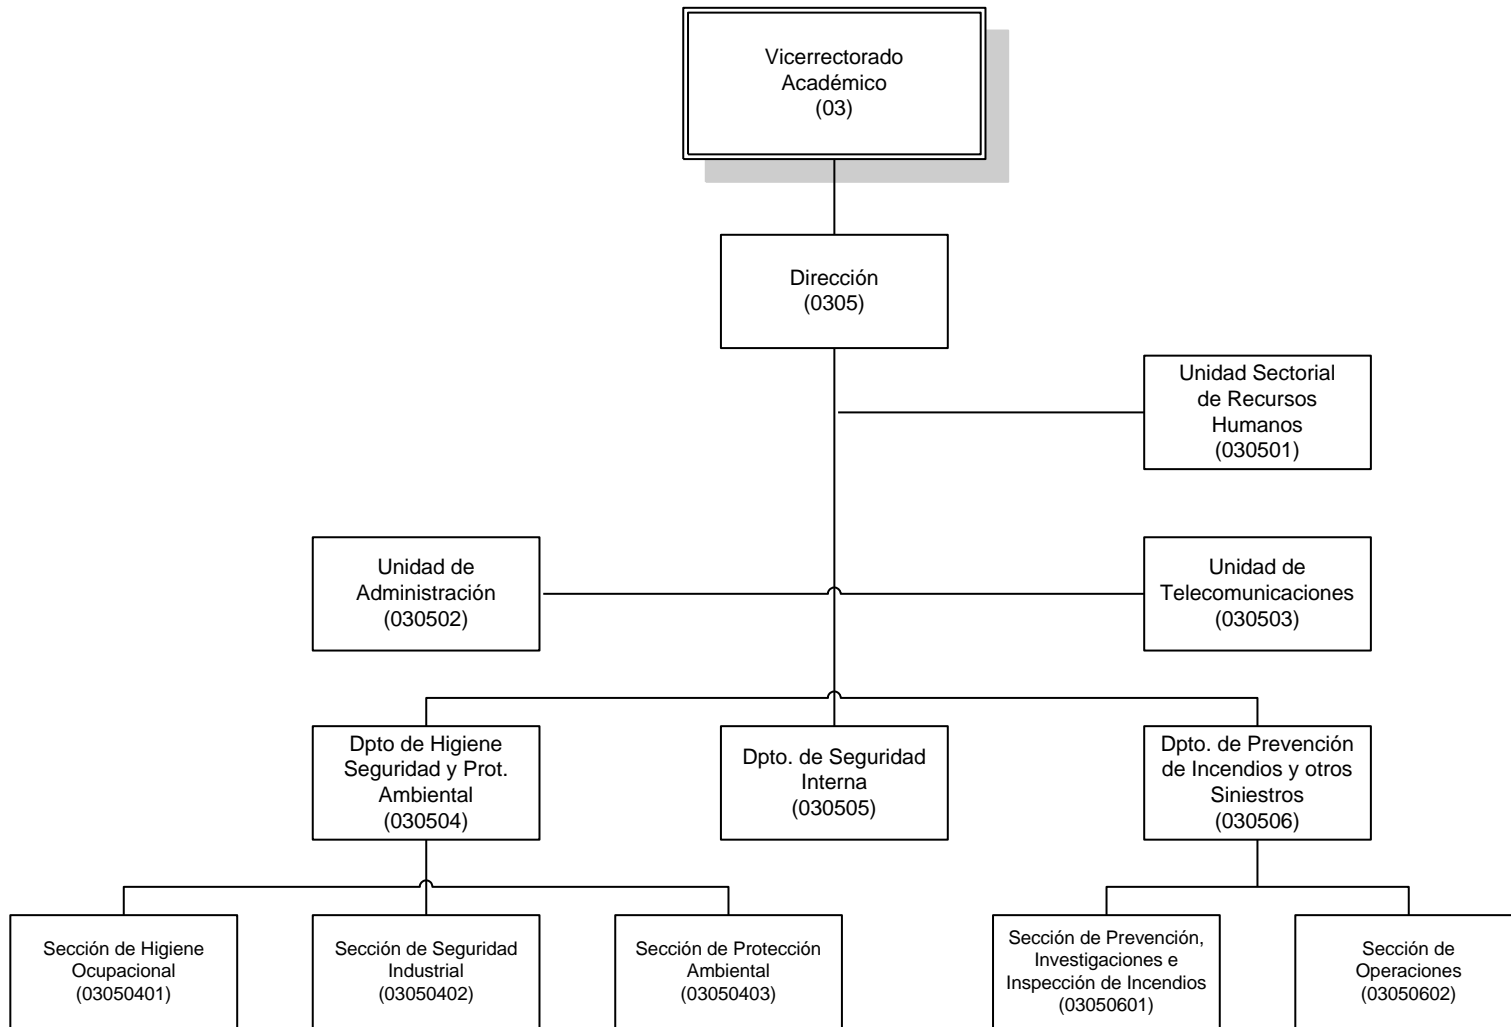 Vicerrectorado
Académico
(03)
Dirección
(0305)
Unidad Sectorial
de Recursos
Humanos
(030501)
Unidad de
Administración
(030502)
Unidad de
Telecomunicaciones
(030503)
Dpto de Higiene
Seguridad y Prot.
Ambiental
(030504)
Dpto. de Seguridad
Interna
(030505)
Dpto. de Prevención
de Incendios y otros
Siniestros
(030506)
Sección de Higiene
Ocupacional
(03050401)
Sección de Seguridad
Industrial
(03050402)
Sección de Protección
Ambiental
(03050403)
Sección de Prevención,
Investigaciones e
Inspección de Incendios
(03050601)
Sección de
Operaciones
(03050602)